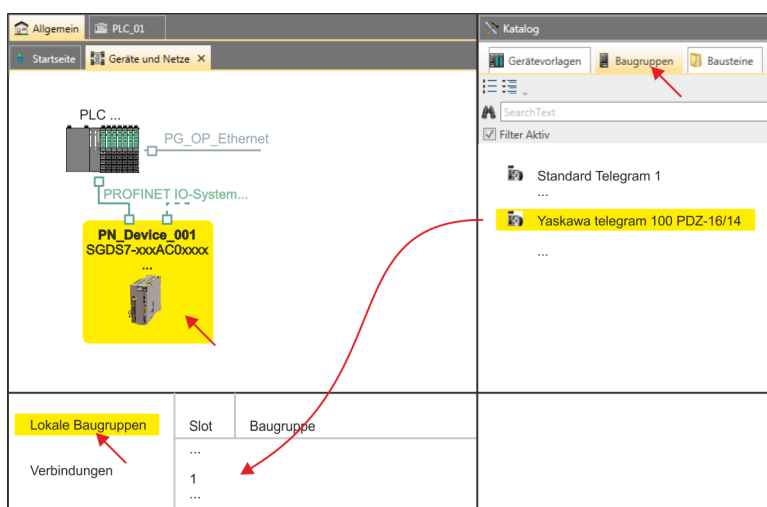 Allgemein PLC_01
Startseite Geräte und Netze X
PLC ...
PG_OP_Ethernet
PROFINET IO-System...
PN_Device_001
SGDS7-xxxAC0xxxx
...
Lokale Baugruppen
Verbindungen
Slot Baugruppe
...
1
...
Katalog
Gerätevorlagen Baugruppen Bausteine
SearchText
Filter Aktiv
Standard Telegram 1
...
Yaskawa telegram 100 PDZ-16/14
...